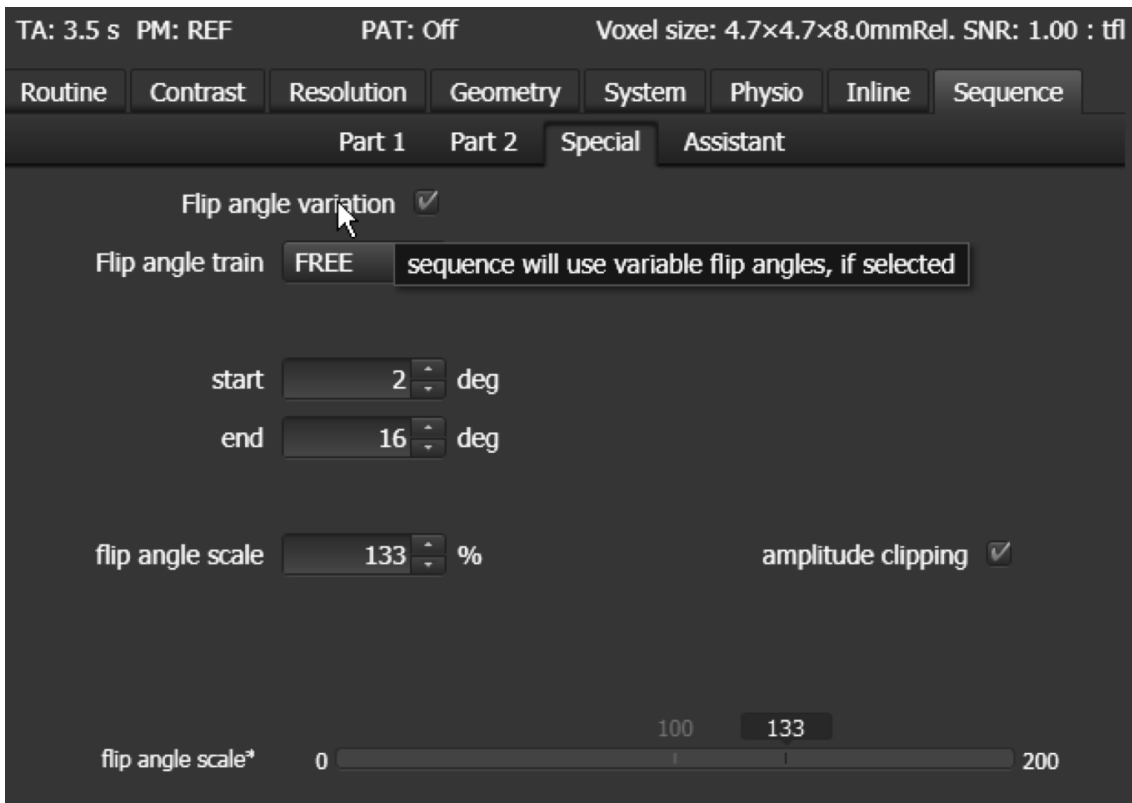 TA: 3.5 s PM: REF PAT: Off Voxel size: 4.7×4.7×8.0mmRel. SNR: 1.00 : tfl
Routine Contrast Resolution Geometry System Physio Inline Sequence
Part 1 Part 2 Special Assistant
Flip angle variation
Flip angle train FREE sequence will use variable flip angles, if selected
start 2 deg
end 16 deg
flip angle scale 133 % amplitude clipping
100 133
flip angle scale* 0 200